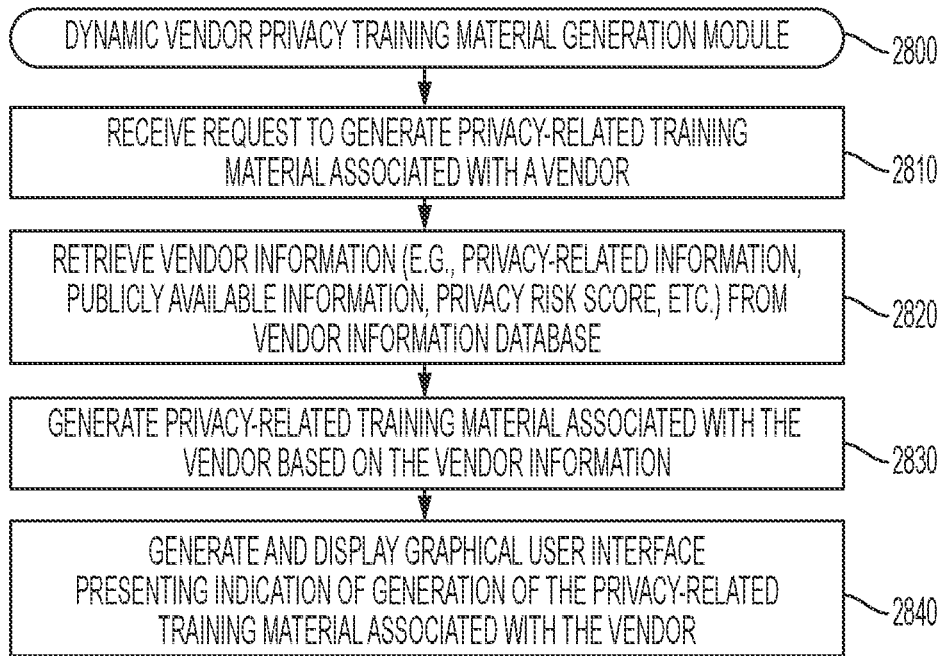 DYNAMIC VENDOR PRIVACY TRAINING MATERIAL GENERATION MODULE
2800
RECEIVE REQUEST TO GENERATE PRIVACY-RELATED TRAINING
MATERIAL ASSOCIATED WITH A VENDOR
2810
RETRIEVE VENDOR INFORMATION (E.G., PRIVACY-RELATED INFORMATION,
PUBLICLY AVAILABLE INFORMATION, PRIVACY RISK SCORE, ETC.) FROM
VENDOR INFORMATION DATABASE
2820
GENERATE PRIVACY-RELATED TRAINING MATERIAL ASSOCIATED WITH THE
VENDOR BASED ON THE VENDOR INFORMATION
2830
GENERATE AND DISPLAY GRAPHICAL USER INTERFACE
PRESENTING INDICATION OF GENERATION OF THE PRIVACY-RELATED
TRAINING MATERIAL ASSOCIATED WITH THE VENDOR
2840